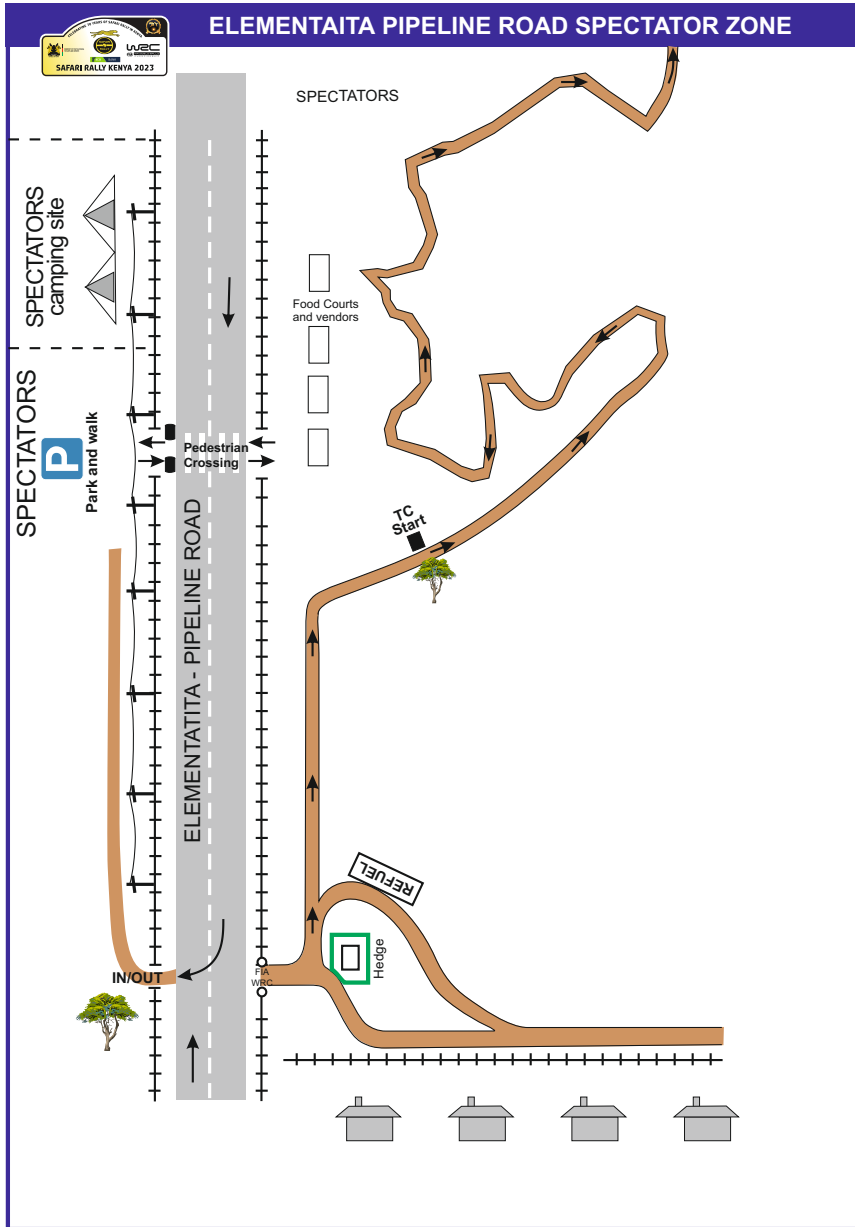 ELEMENTAITA PIPELINE ROAD SPECTATOR ZONE
W2C
SAFARI RALLY KENYA 2023
SPECTATORS
SPECTATORS
camping site
Food Courts
and vendors
SPECTATORS
P
Park and walk
Pedestrian
Crossing
TC
Start
ELEMENTATITA - PIPELINE ROAD
REFUEL
Hedge
IN/OUT
FIA
WRC